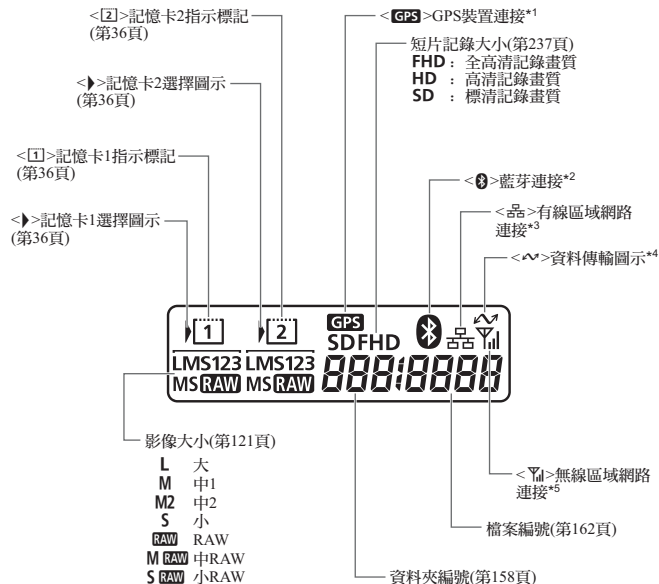 <2>記憶卡2指示標記
(第36頁)
<GPS>GPS裝置連接*1
短片記錄大小(第237頁)
FHD : 全高清記錄畫質
HD : 高清記錄畫質
SD : 標清記錄畫質
<>記憶卡2選擇圖示
(第36頁)
<1>記憶卡1指示標記
(第36頁)
<>藍芽連接*2
<>有線區域網路
連接*3
<>記憶卡1選擇圖示
(第36頁)
<>資料傳輸圖示*4
1 2 GPS
SDFHD
LMS123 LMS123
MS RAW MS RAW 888:8888
影像大小(第121頁)
L 大
M 中1
M2 中2
S 小
RAW RAW
M RAW 中RAW
S RAW 小RAW
<>無線區域網路
連接*5
檔案編號(第162頁)
資料夾編號(第158頁)